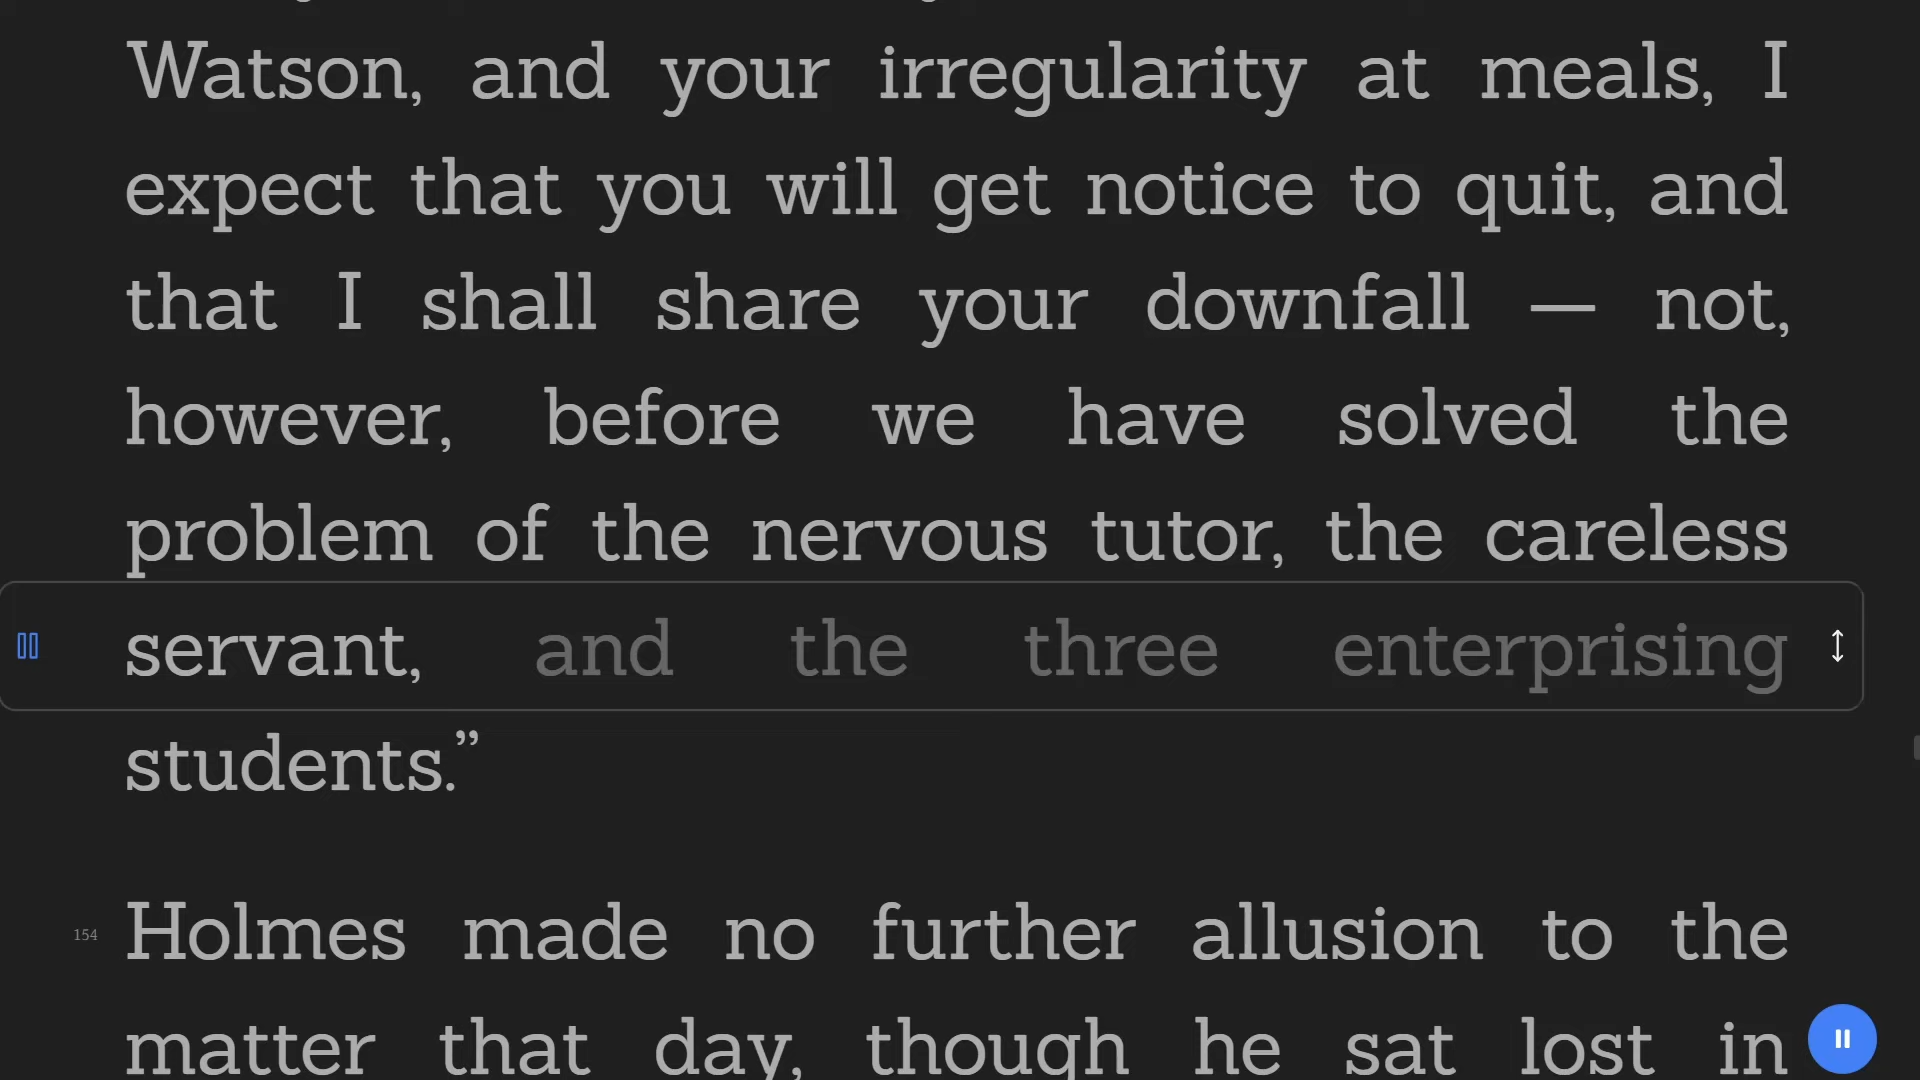 Watson, and your irregularity at meals, I
expect that you will get notice to quit, and
that I shall share your downfall — not,
however, before we have solved the
problem of the nervous tutor, the careless
servant, and the three enterprising
students.”
154 Holmes made no further allusion to the
matter that day, though he sat lost in